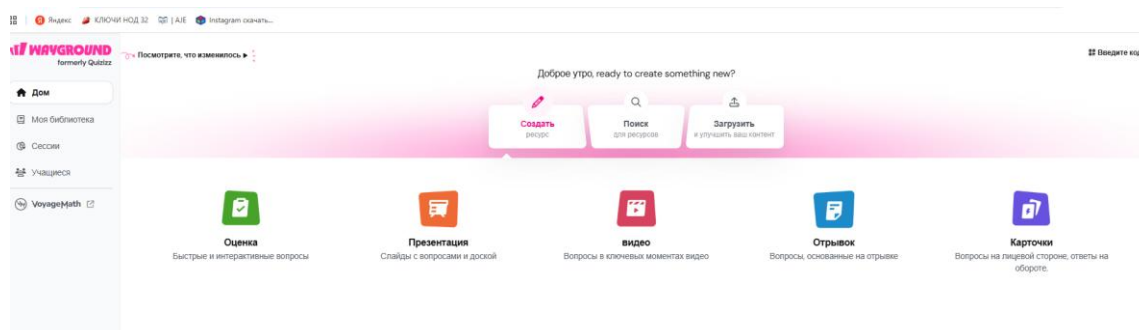 Яндекс КЛЮЧИ НОД 32 | AJE Instagram скачать...
WAYGROUND
formerly Quizizz
Посмотрите, что изменилось ▸
Введите код
Доброе утро, ready to create something new?
Дом
Моя библиотека
Сессии
Учащиеся
VoyageMath
Создать
ресурс
Поиск
для ресурсов
Загрузить
и улучшить ваш контент
Оценка
Быстрые и интерактивные вопросы
Презентация
Слайды с вопросами и доской
видео
Вопросы в ключевых моментах видео
Отрывок
Вопросы, основанные на отрывке
Карточки
Вопросы на лицевой стороне, ответы на
обороте.